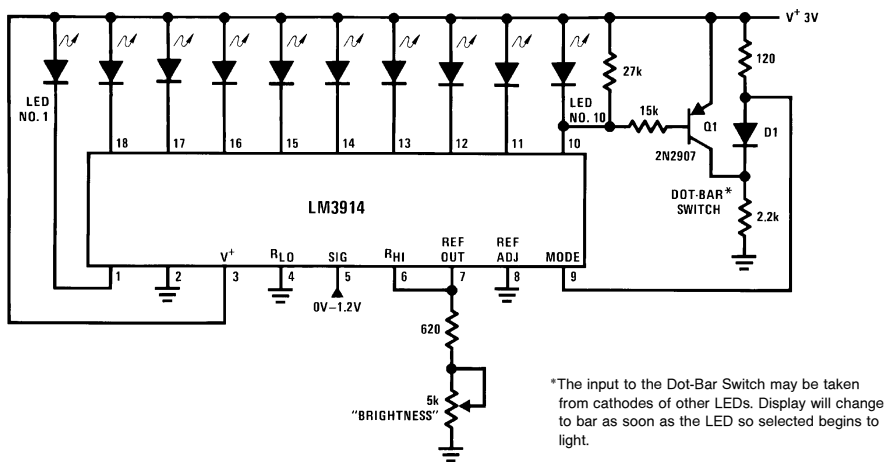 V+ 3V
120
27k
LED
NO. 1
LED
NO. 10
15k
Q1
D1
2N2907
18 17 16 15 14 13 12 11 10
DOT-BAR*
SWITCH
2.2k
LM3914
V+ RLO SIG RHI REF OUT REF ADJ MODE
1 2 3 4 5 6 7 8 9
0V–1.2V
620
5k
"BRIGHTNESS"
*The input to the Dot-Bar Switch may be taken
from cathodes of other LEDs. Display will change
to bar as soon as the LED so selected begins to
light.